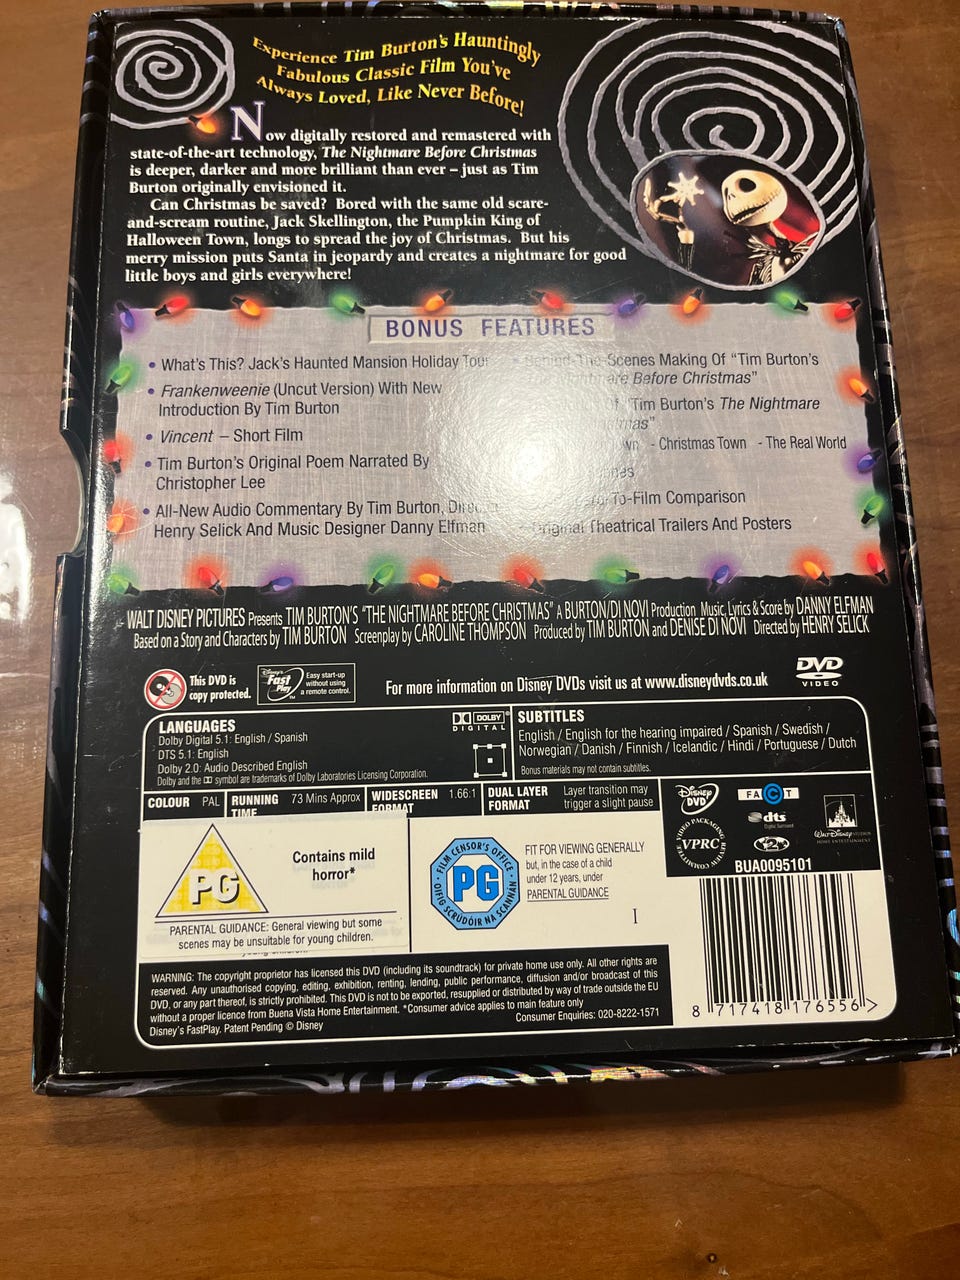 Experience Tim Burton's Hauntingly
Fabulous Classic Film You've
Always Loved, Like Never Before!
Now digitally restored and remastered with
state-of-the-art technology, The Nightmare Before Christmas
is deeper, darker and more brilliant than ever – just as Tim
Burton originally envisioned it.
Can Christmas be saved? Bored with the same old scare-
and-scream routine, Jack Skellington, the Pumpkin King of
Halloween Town, longs to spread the joy of Christmas. But his
merry mission puts Santa in jeopardy and creates a nightmare for good
little boys and girls everywhere!
BONUS FEATURES
• What's This? Jack's Haunted Mansion Holiday Tour
• Frankenweenie (Uncut Version) With New
Introduction By Tim Burton
• Vincent – Short Film
• Tim Burton's Original Poem Narrated By
Christopher Lee
• All-New Audio Commentary By Tim Burton,
Henry Selick And Music Designer Danny Elfman
Behind-The-Scenes Making Of "Tim Burton's
Nightmare Before Christmas"
Of "Tim Burton's The Nightmare
- Christmas Town - The Real World
To-Film Comparison
Original Theatrical Trailers And Posters
WALT DISNEY PICTURES Presents TIM BURTON'S "THE NIGHTMARE BEFORE CHRISTMAS" A BURTON/DI NOVI Production Music, Lyrics & Score by DANNY ELFMAN
Based on a Story and Characters by TIM BURTON Screenplay by CAROLINE THOMPSON Produced by TIM BURTON and DENISE DI NOVI Directed by HENRY SELICK
This DVD is
copy protected.
Disney's
Fast
Play
™
Easy start-up
without using
a remote control.
For more information on Disney DVDs visit us at www.disneydvds.co.uk
DVD
VIDEO
LANGUAGES
Dolby Digital 5.1: English / Spanish
DTS 5.1: English
Dolby 2.0: Audio Described English
Dolby and the DD symbol are trademarks of Dolby Laboratories Licensing Corporation.
DOLBY
DIGITAL
SUBTITLES
English / English for the hearing impaired / Spanish / Swedish /
Norwegian / Danish / Finnish / Icelandic / Hindi / Portuguese / Dutch
Bonus materials may not contain subtitles.
COLOUR PAL
RUNNING TIME 73 Mins Approx
WIDESCREEN FORMAT 1.66:1
DUAL LAYER FORMAT
Layer transition may
trigger a slight pause
Disney
DVD
FACT
dts
Digital Surround
VIDEO PACKAGING REVIEW COMMITTEE
VPRC
2
WALT DISNEY STUDIOS
HOME ENTERTAINMENT
BUA0095101
PG
Contains mild
horror*
PARENTAL GUIDANCE: General viewing but some
scenes may be unsuitable for young children.
FILM CENSOR'S OFFICE
PG
OIFIG SCRÚDÓIR NA SCANNÁN
FIT FOR VIEWING GENERALLY
but, in the case of a child
under 12 years, under
PARENTAL GUIDANCE
I
WARNING: The copyright proprietor has licensed this DVD (including its soundtrack) for private home use only. All other rights are
reserved. Any unauthorised copying, editing, exhibition, renting, lending, public performance, diffusion and/or broadcast of this
DVD, or any part thereof, is strictly prohibited. This DVD is not to be exported, resupplied or distributed by way of trade outside the EU
without a proper licence from Buena Vista Home Entertainment. *Consumer advice applies to main feature only
Disney's FastPlay. Patent Pending © Disney
Consumer Enquiries: 020-8222-1571
8 717418 176556 >